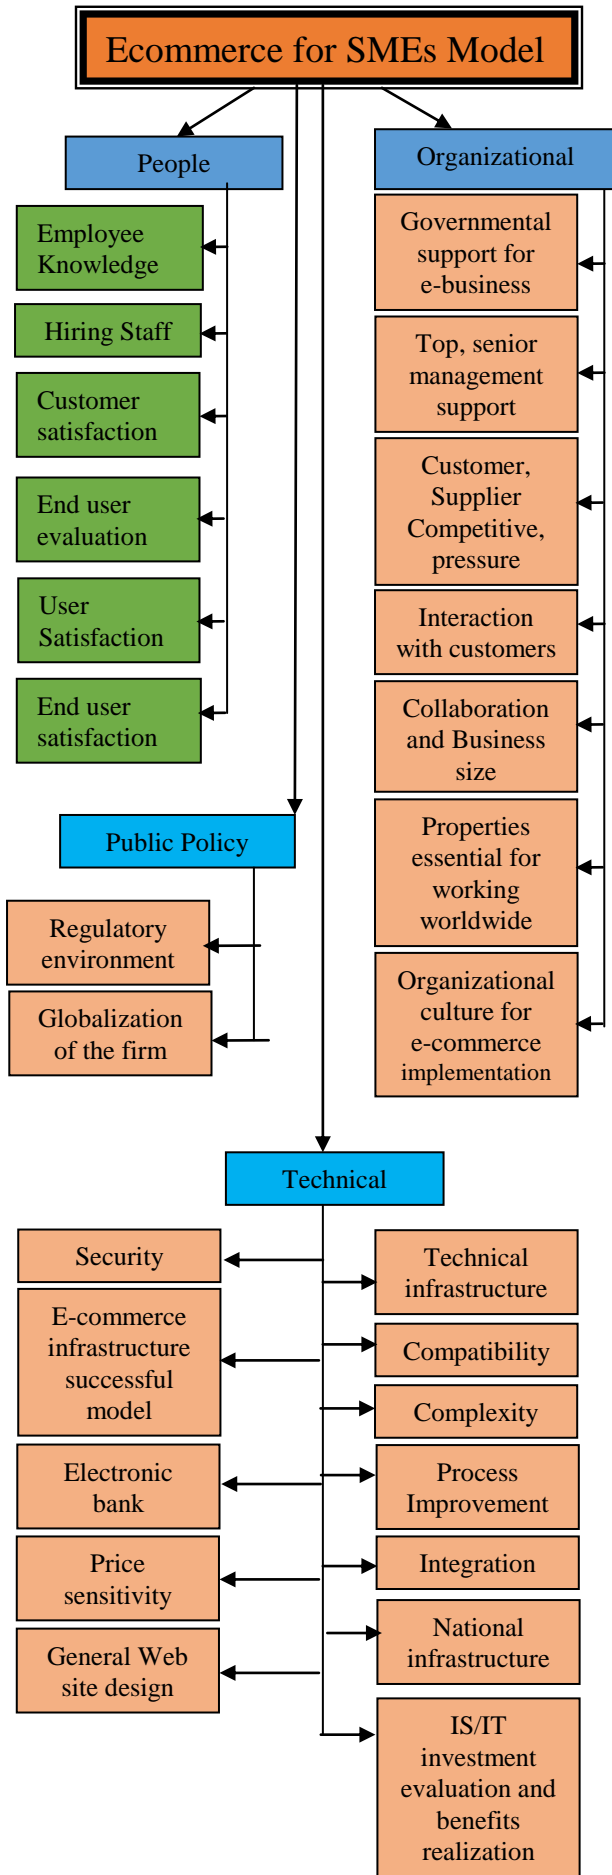 Ecommerce for SMEs Model
People
Employee
Knowledge
Hiring Staff
Customer
satisfaction
End user
evaluation
User
Satisfaction
End user
satisfaction
Organizational
Governmental
support for
e-business
Top, senior
management
support
Customer,
Supplier
Competitive,
pressure
Interaction
with customers
Collaboration
and Business
size
Properties
essential for
working
worldwide
Organizational
culture for
e-commerce
implementation
Public Policy
Regulatory
environment
Globalization
of the firm
Technical
Security
E-commerce
infrastructure
successful
model
Electronic
bank
Price
sensitivity
General Web
site design
Technical
infrastructure
Compatibility
Complexity
Process
Improvement
Integration
National
infrastructure
IS/IT
investment
evaluation and
benefits
realization